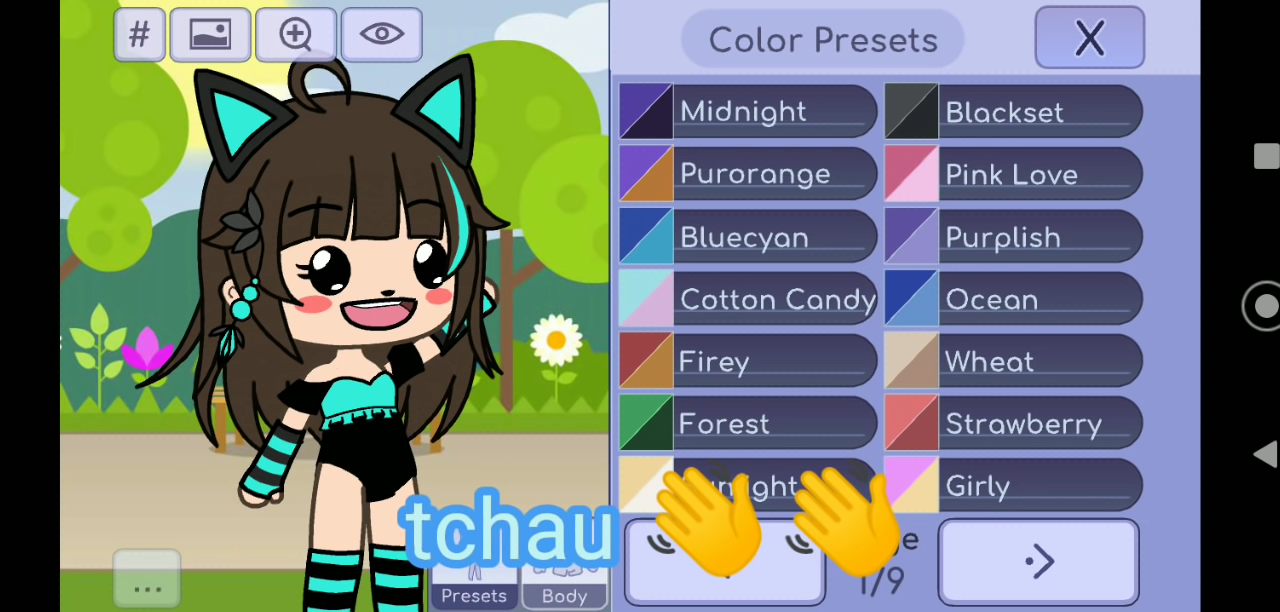 #
Color Presets
X
Midnight
Blackset
Purorange
Pink Love
Bluecyan
Purplish
Cotton Candy
Ocean
Firey
Wheat
Forest
Strawberry
Girly
tchau
1/9
...
Presets
Body